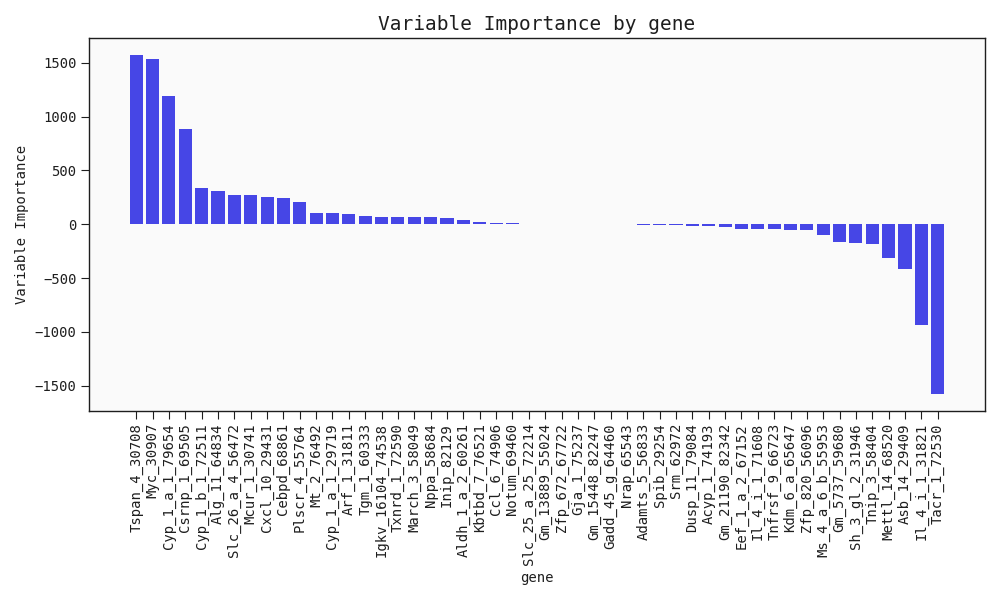 Variable Importance by gene
Variable Importance
1500
1000
500
0
−500
−1000
−1500
Tspan_4_30708
Myc_30907
Cyp_1_a_1_79654
Csrnp_1_69505
Cyp_1_b_1_72511
Alg_11_64834
Slc_26_a_4_56472
Mcur_1_30741
Cxcl_10_29431
Cebpd_68861
Plscr_4_55764
Mt_2_76492
Cyp_1_a_1_29719
Arf_1_31811
Tgm_1_60333
Igkv_16104_74538
Txnrd_1_72590
March_3_58049
Nppa_58684
Inip_82129
Aldh_1_a_2_60261
Kbtbd_7_76521
Ccl_6_74906
Notum_69460
Slc_25_a_25_72214
Gm_13889_55024
Zfp_672_67722
Gja_1_75237
Gm_15448_82247
Gadd_45_g_64460
Nrap_65543
Adamts_5_56833
Spib_29254
Srm_62972
Dusp_11_79084
Acyp_1_74193
Gm_21190_82342
Eef_1_a_2_67152
Il_4_i_1_71608
Tnfrsf_9_66723
Kdm_6_a_65647
Zfp_820_56096
Ms_4_a_6_b_55953
Gm_5737_59680
Sh_3_gl_2_31946
Tnip_3_58404
Mettl_14_68520
Asb_14_29409
Il_4_i_1_31821
Tacr_1_72530
gene